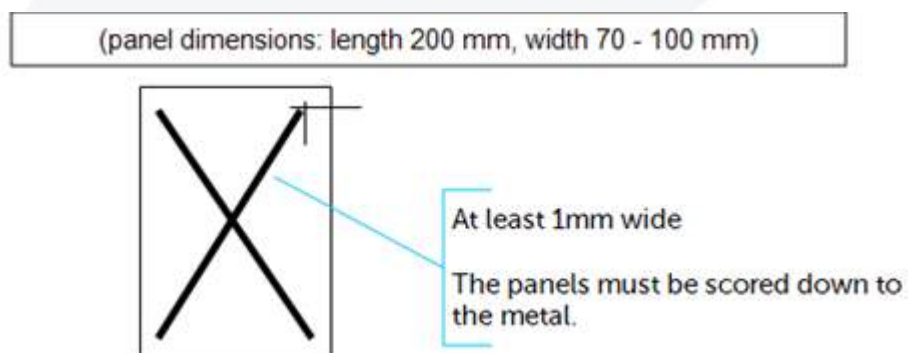 (panel dimensions: length 200 mm, width 70 - 100 mm)
At least 1mm wide
The panels must be scored down to
the metal.